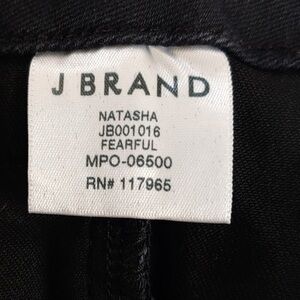 J BRAND
NATASHA
JB001016
FEARFUL
MPO-06500
RN# 117965